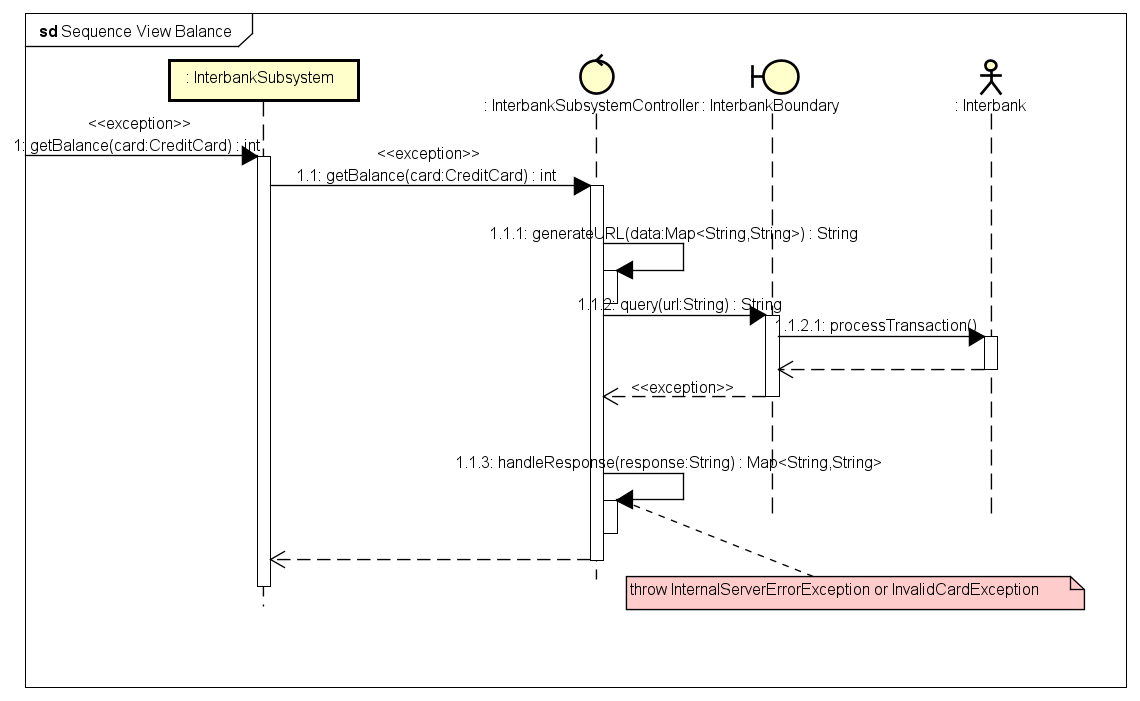 sd Sequence View Balance
: InterbankSubsystem
: InterbankSubsystemController
: InterbankBoundary
: Interbank
<<exception>>
1: getBalance(card:CreditCard) : int
<<exception>>
1.1: getBalance(card:CreditCard) : int
1.1.1: generateURL(data:Map<String,String>) : String
1.1.2: query(url:String) : String
1.1.2.1: processTransaction()
<<exception>>
1.1.3: handleResponse(response:String) : Map<String,String>
throw InternalServerErrorException or InvalidCardException